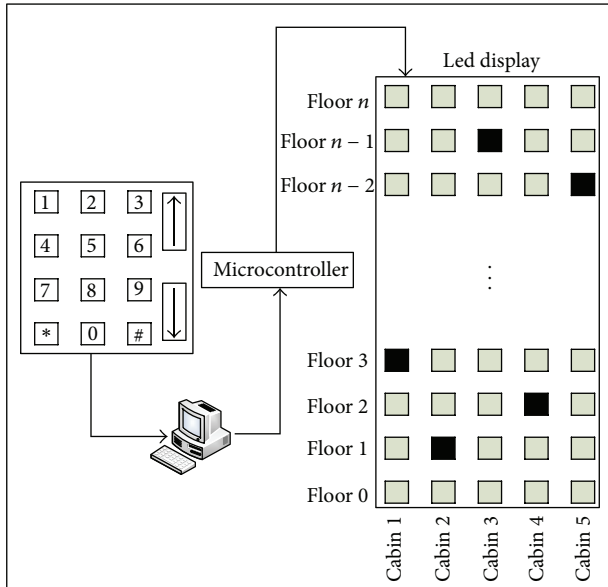 Led display
Floor n
Floor n − 1
Floor n − 2
1 2 3
4 5 6
7 8 9
* 0 #
Microcontroller
⋮
Floor 3
Floor 2
Floor 1
Floor 0
Cabin 1
Cabin 2
Cabin 3
Cabin 4
Cabin 5